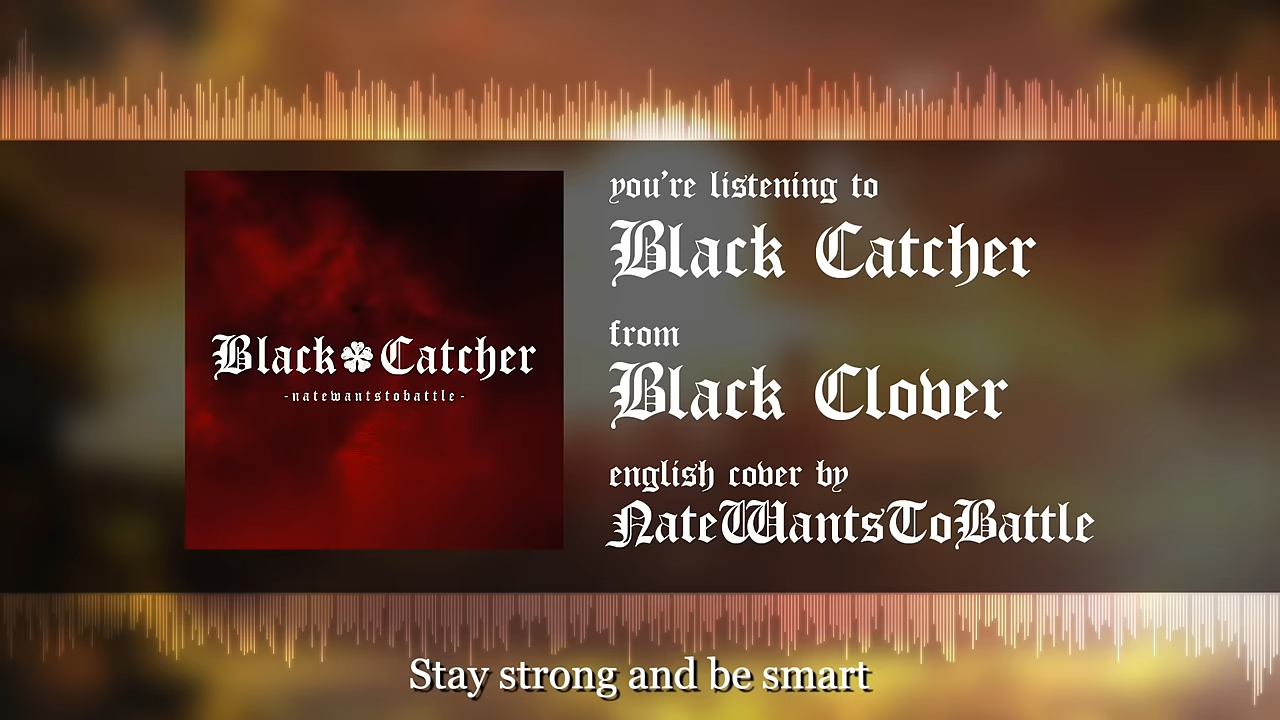 Black Catcher
-natewantstobattle-
you're listening to
Black Catcher
from
Black Clover
english cover by
NateWantsToBattle
Stay strong and be smart